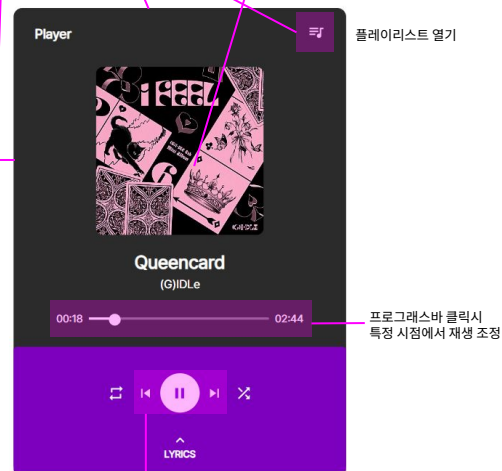 Player
플레이리스트 열기
i FEEL
Queencard
(G)IDLe
00:18
02:44
프로그래스바 클릭시
특정 시점에서 재생 조정
LYRICS